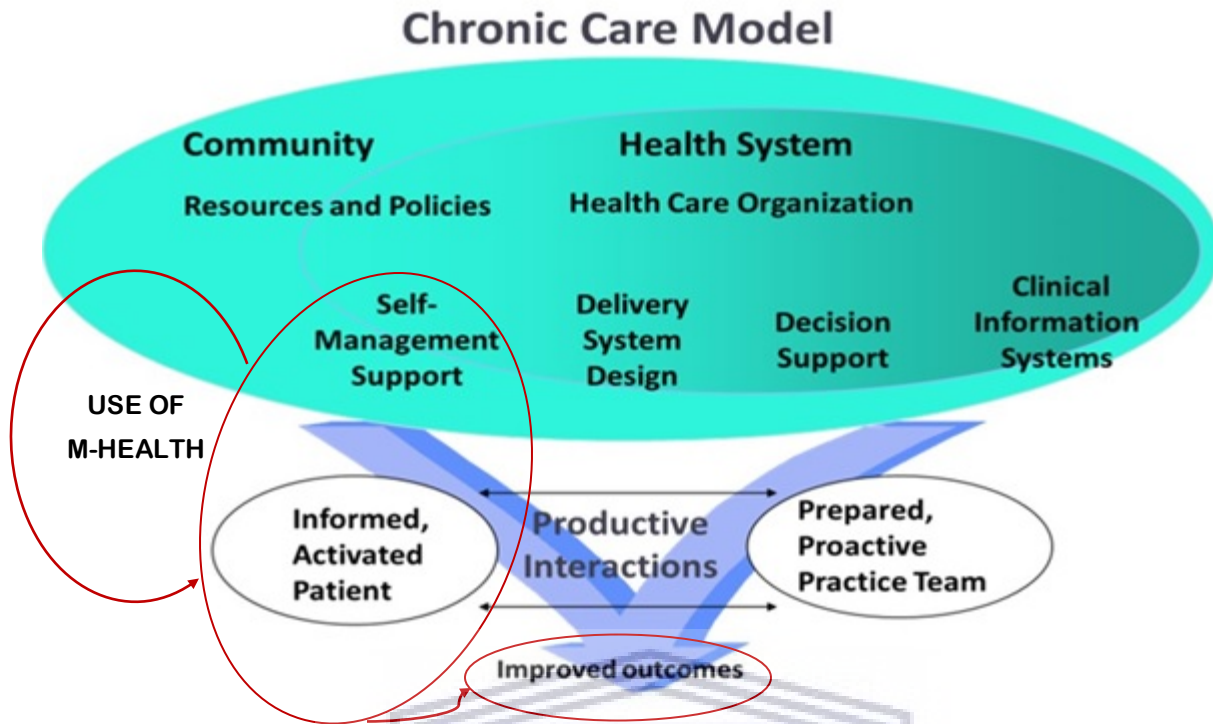 Chronic Care Model
Community
Health System
Resources and Policies
Health Care Organization
Self-
Management
Support
Delivery
System
Design
Decision
Support
Clinical
Information
Systems
USE OF
M-HEALTH
Informed,
Activated
Patient
Productive
Interactions
Prepared,
Proactive
Practice Team
Improved outcomes